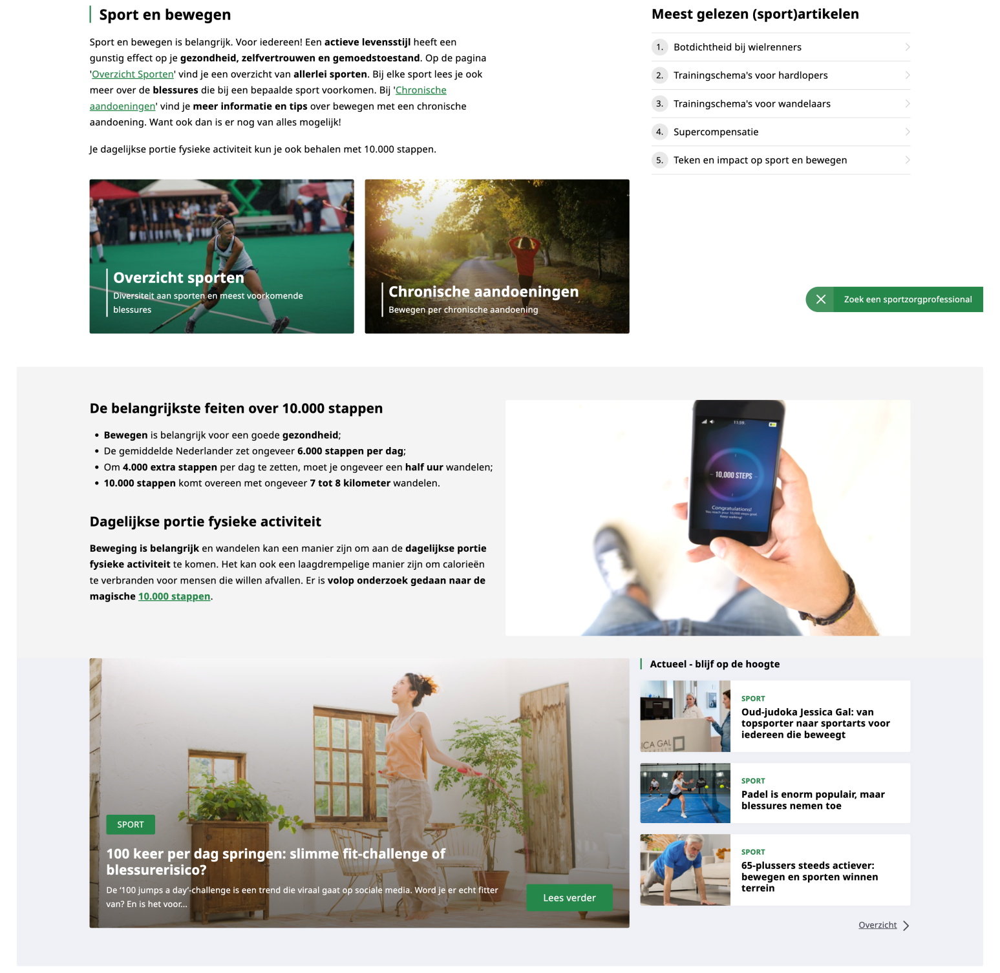 Sport en bewegen
Sport en bewegen is belangrijk. Voor iedereen! Een actieve levensstijl heeft een
gunstig effect op je gezondheid, zelfvertrouwen en gemoedstoestand. Op de pagina
'Overzicht Sporten' vind je een overzicht van allerlei sporten. Bij elke sport lees je ook
meer over de blessures die bij een bepaalde sport voorkomen. Bij 'Chronische
aandoeningen' vind je meer informatie en tips over bewegen met een chronische
aandoening. Want ook dan is er nog van alles mogelijk!
Je dagelijkse portie fysieke activiteit kun je ook behalen met 10.000 stappen.
Overzicht sporten
Diversiteit aan sporten en meest voorkomende
blessures
Chronische aandoeningen
Bewegen per chronische aandoening
Meest gelezen (sport)artikelen
1. Botdichtheid bij wielrenners
2. Trainingschema's voor hardlopers
3. Trainingschema's voor wandelaars
4. Supercompensatie
5. Teken en impact op sport en bewegen
Zoek een sportzorgprofessional
De belangrijkste feiten over 10.000 stappen
• Bewegen is belangrijk voor een goede gezondheid;
• De gemiddelde Nederlander zet ongeveer 6.000 stappen per dag;
• Om 4.000 extra stappen per dag te zetten, moet je ongeveer een half uur wandelen;
• 10.000 stappen komt overeen met ongeveer 7 tot 8 kilometer wandelen.
Dagelijkse portie fysieke activiteit
Beweging is belangrijk en wandelen kan een manier zijn om aan de dagelijkse portie
fysieke activiteit te komen. Het kan ook een laagdrempelige manier zijn om calorieën
te verbranden voor mensen die willen afvallen. Er is volop onderzoek gedaan naar de
magische 10.000 stappen.
11:59
10,000 STEPS
Congratulations!
You reach your 10,000 steps goal.
Keep walking!
SPORT
100 keer per dag springen: slimme fit-challenge of
blessurerisico?
De ‘100 jumps a day’-challenge is een trend die viraal gaat op sociale media. Word je er echt fitter
van? En is het voor...
Lees verder
Actueel - blijf op de hoogte
ICA GAL
SPORT
Oud-judoka Jessica Gal: van
topsporter naar sportarts voor
iedereen die beweegt
SPORT
Padel is enorm populair, maar
blessures nemen toe
SPORT
65-plussers steeds actiever:
bewegen en sporten winnen
terrein
Overzicht